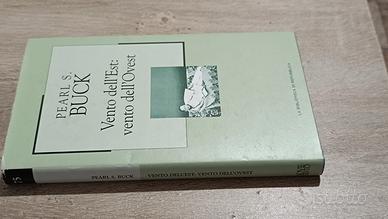 PEARL S.
BUCK
Vento dell'Est:
vento dell'Ovest
LA BIBLIOTECA DI REPUBBLICA
75
PEARL S. BUCK
VENTO DELL'EST: VENTO DELL'OVEST
subito